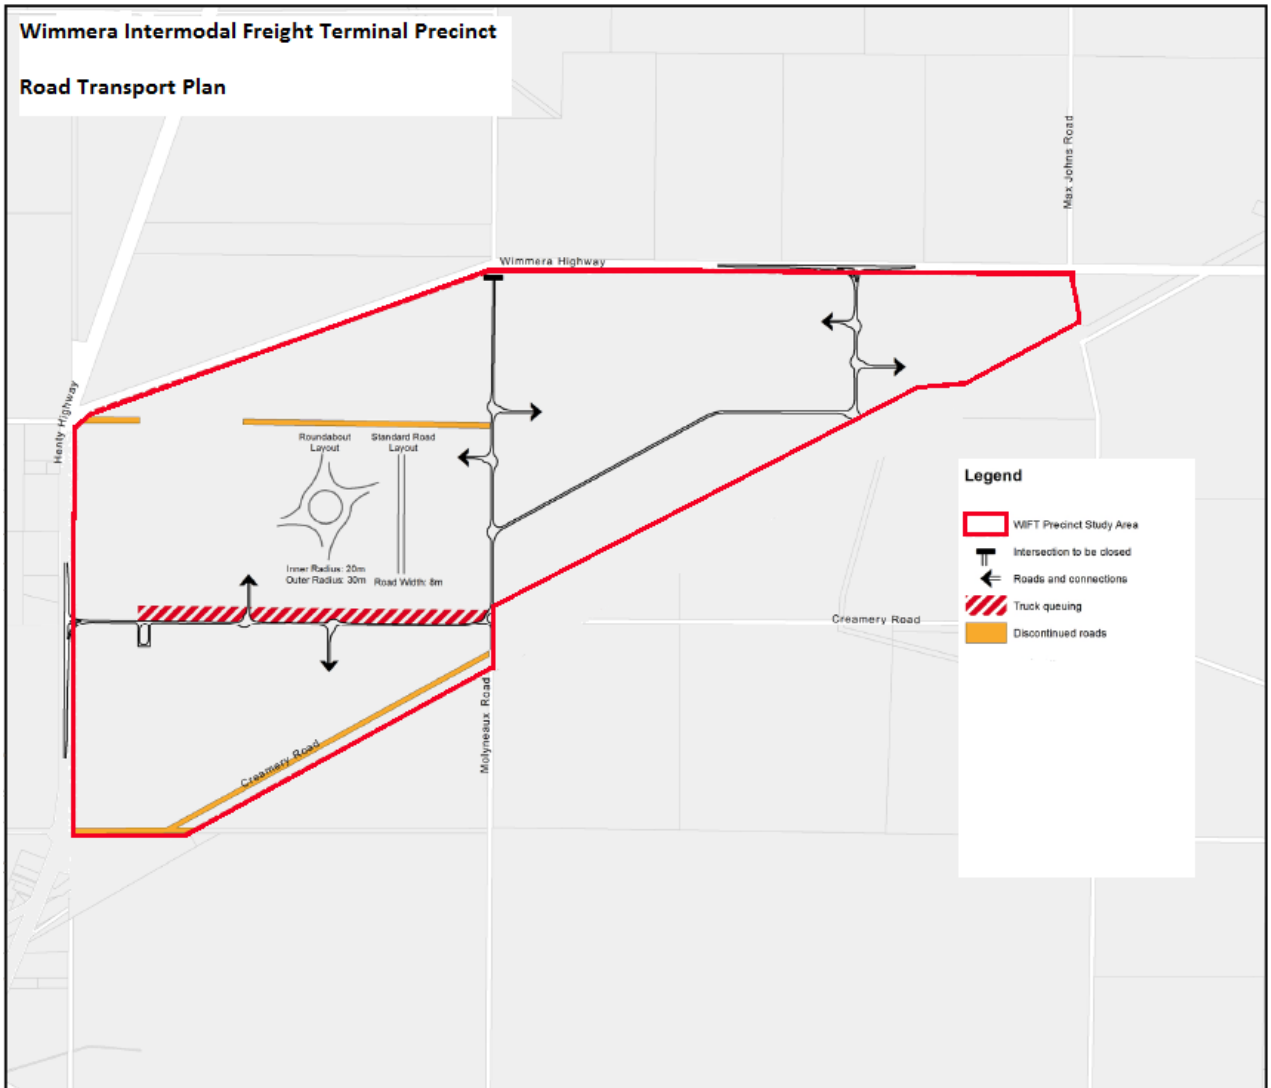 Wimmera Intermodal Freight Terminal Precinct
Road Transport Plan
Max Johns Road
Wimmera Highway
Henty Highway
Roundabout
Layout
Standard Road
Layout
Inner Radius: 20m
Outer Radius: 30m
Road Width: 8m
Creamery Road
Molyneaux Road
Creamery Road
Legend
WIFT Precinct Study Area
Intersection to be closed
Roads and connections
Truck queuing
Discontinued roads